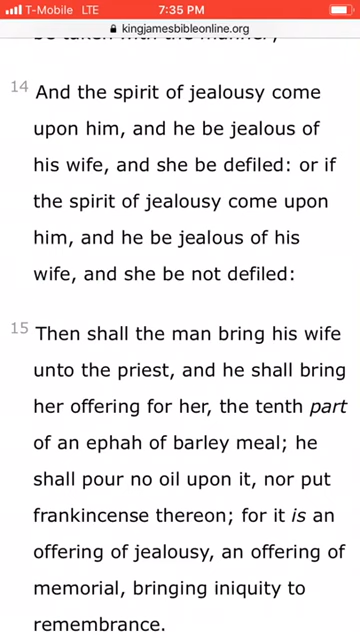 T-Mobile LTE 7:35 PM
kingjamesbibleonline.org
be taken with the manner;
14 And the spirit of jealousy come
upon him, and he be jealous of
his wife, and she be defiled: or if
the spirit of jealousy come upon
him, and he be jealous of his
wife, and she be not defiled:
15 Then shall the man bring his wife
unto the priest, and he shall bring
her offering for her, the tenth part
of an ephah of barley meal; he
shall pour no oil upon it, nor put
frankincense thereon; for it is an
offering of jealousy, an offering of
memorial, bringing iniquity to
remembrance.